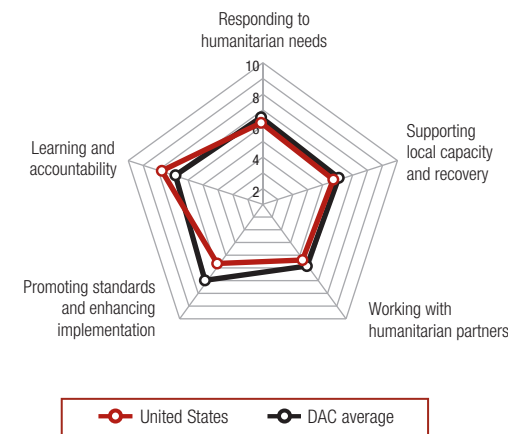 Responding to
humanitarian needs
10
8
6
4
2
Learning and
accountability
Supporting
local capacity
and recovery
Promoting standards
and enhancing
implementation
Working with
humanitarian partners
United States
DAC average